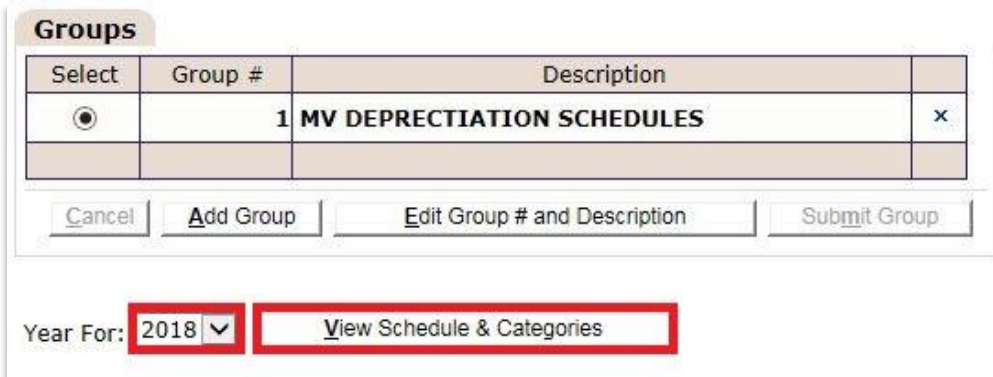 Groups
Select Group # Description
1 MV DEPRECTIATION SCHEDULES x
Cancel Add Group Edit Group # and Description Submit Group
Year For: 2018 View Schedule & Categories